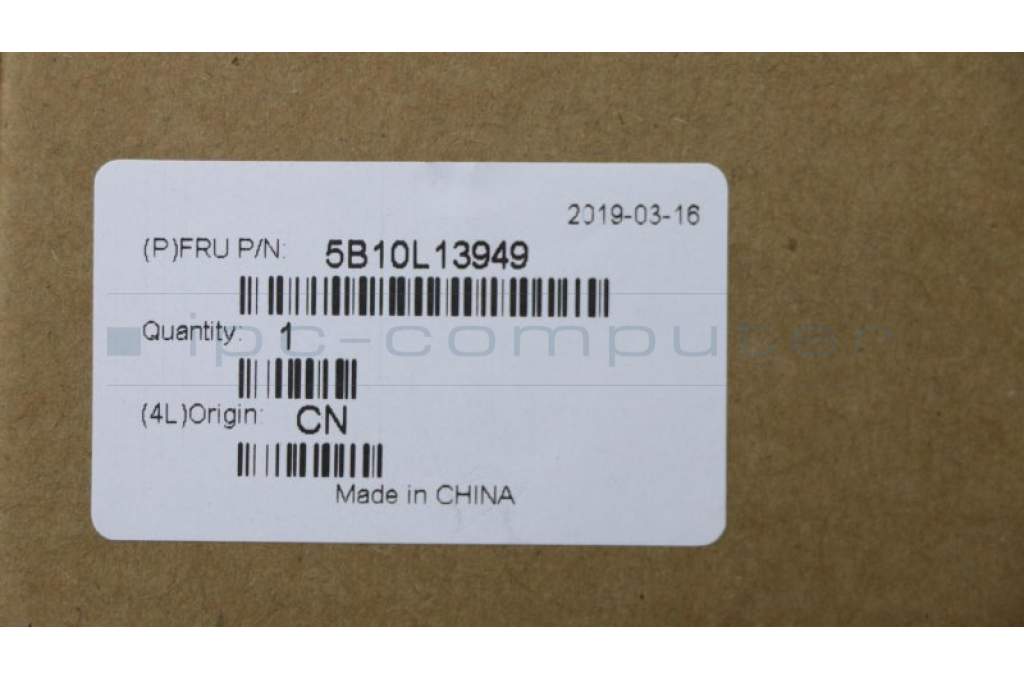 2019-03-16
(P)FRU P/N: 5B10L13949
Quantity: 1
ipc-computer
(4L)Origin: CN
Made in CHINA